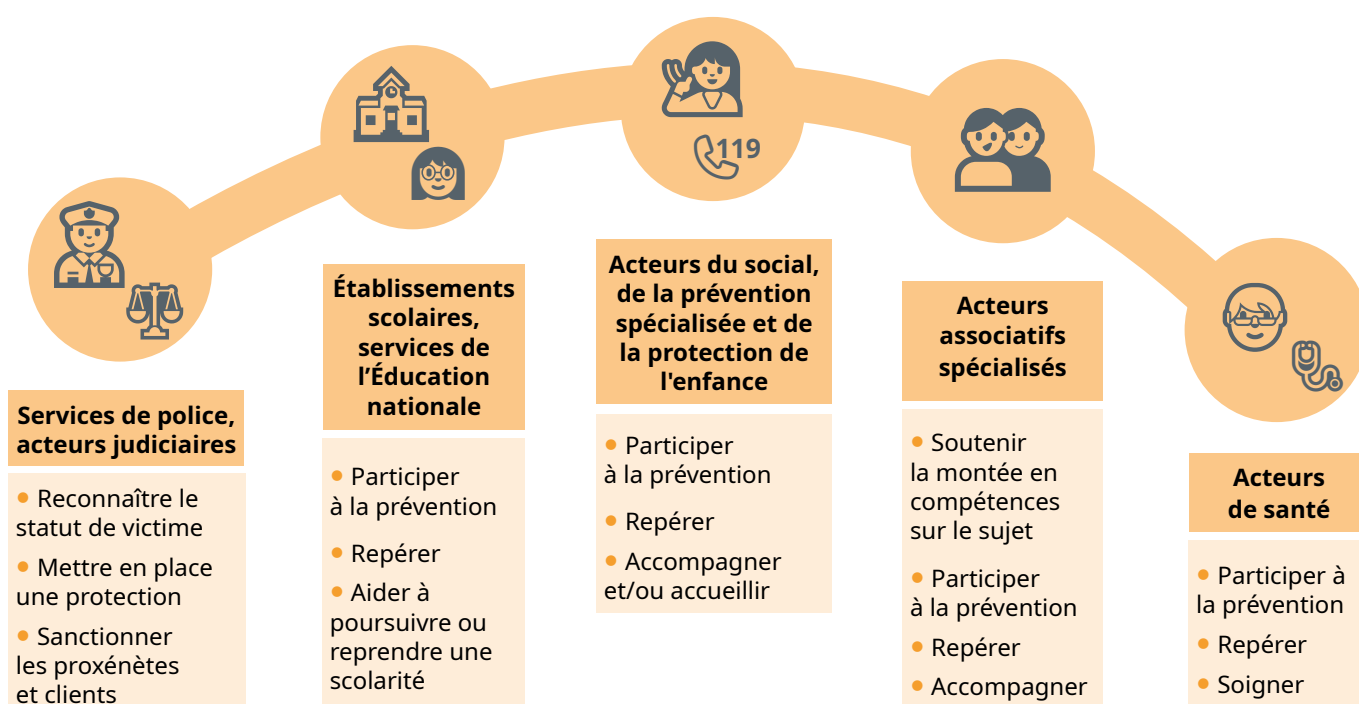 119
Services de police,
acteurs judiciaires
• Reconnaître le
statut de victime
• Mettre en place
une protection
• Sanctionner
les proxénètes
et clients
Établissements
scolaires,
services de
l’Éducation
nationale
• Participer
à la prévention
• Repérer
• Aider à
poursuivre ou
reprendre une
scolarité
Acteurs du social,
de la prévention
spécialisée et de
la protection de
l'enfance
• Participer
à la prévention
• Repérer
• Accompagner
et/ou accueillir
Acteurs
associatifs
spécialisés
• Soutenir
la montée en
compétences
sur le sujet
• Participer
à la prévention
• Repérer
• Accompagner
Acteurs
de santé
• Participer à
la prévention
• Repérer
• Soigner